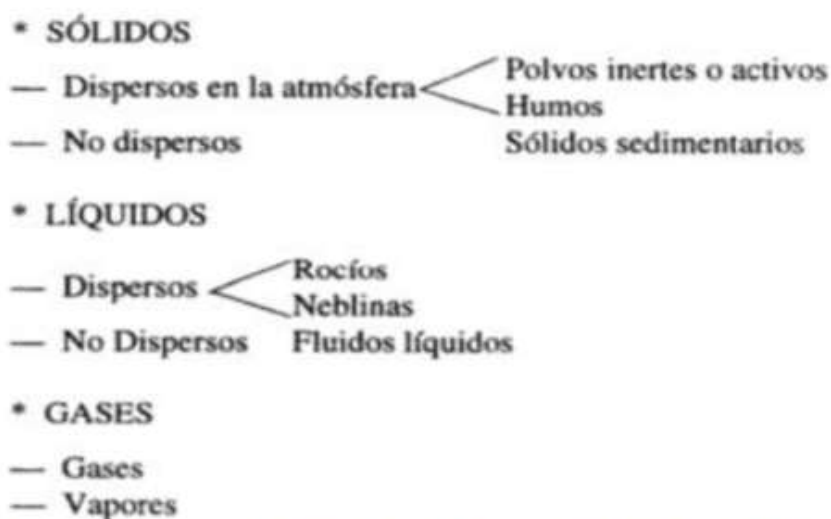 * SÓLIDOS
Polvos inertes o activos
— Dispersos en la atmósfera
Humos
— No dispersos Sólidos sedimentarios
* LÍQUIDOS
Rocíos
— Dispersos
Neblinas
— No Dispersos Fluidos líquidos
* GASES
— Gases
— Vapores